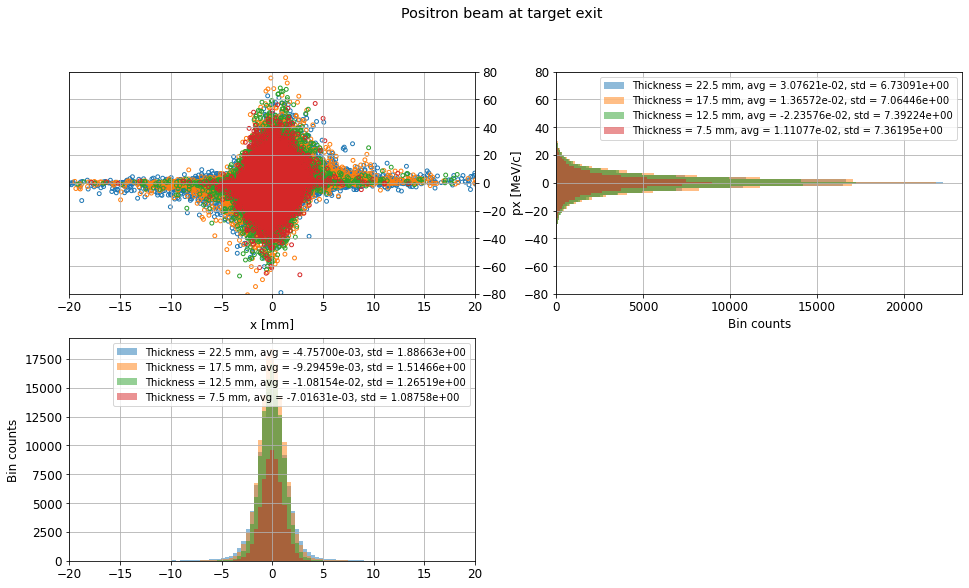 Positron beam at target exit
80
60
40
20
0
−20
−40
−60
−80
−20 −15 −10 −5 0 5 10 15 20
x [mm]
px [MeV/c]
80
60
40
20
0
−20
−40
−60
−80
Thickness = 22.5 mm, avg = 3.07621e-02, std = 6.73091e+00
Thickness = 17.5 mm, avg = 1.36572e-02, std = 7.06446e+00
Thickness = 12.5 mm, avg = -2.23576e-02, std = 7.39224e+00
Thickness = 7.5 mm, avg = 1.11077e-02, std = 7.36195e+00
0 5000 10000 15000 20000
Bin counts
Bin counts
17500
15000
12500
10000
7500
5000
2500
0
Thickness = 22.5 mm, avg = -4.75700e-03, std = 1.88663e+00
Thickness = 17.5 mm, avg = -9.29459e-03, std = 1.51466e+00
Thickness = 12.5 mm, avg = -1.08154e-02, std = 1.26519e+00
Thickness = 7.5 mm, avg = -7.01631e-03, std = 1.08758e+00
−20 −15 −10 −5 0 5 10 15 20